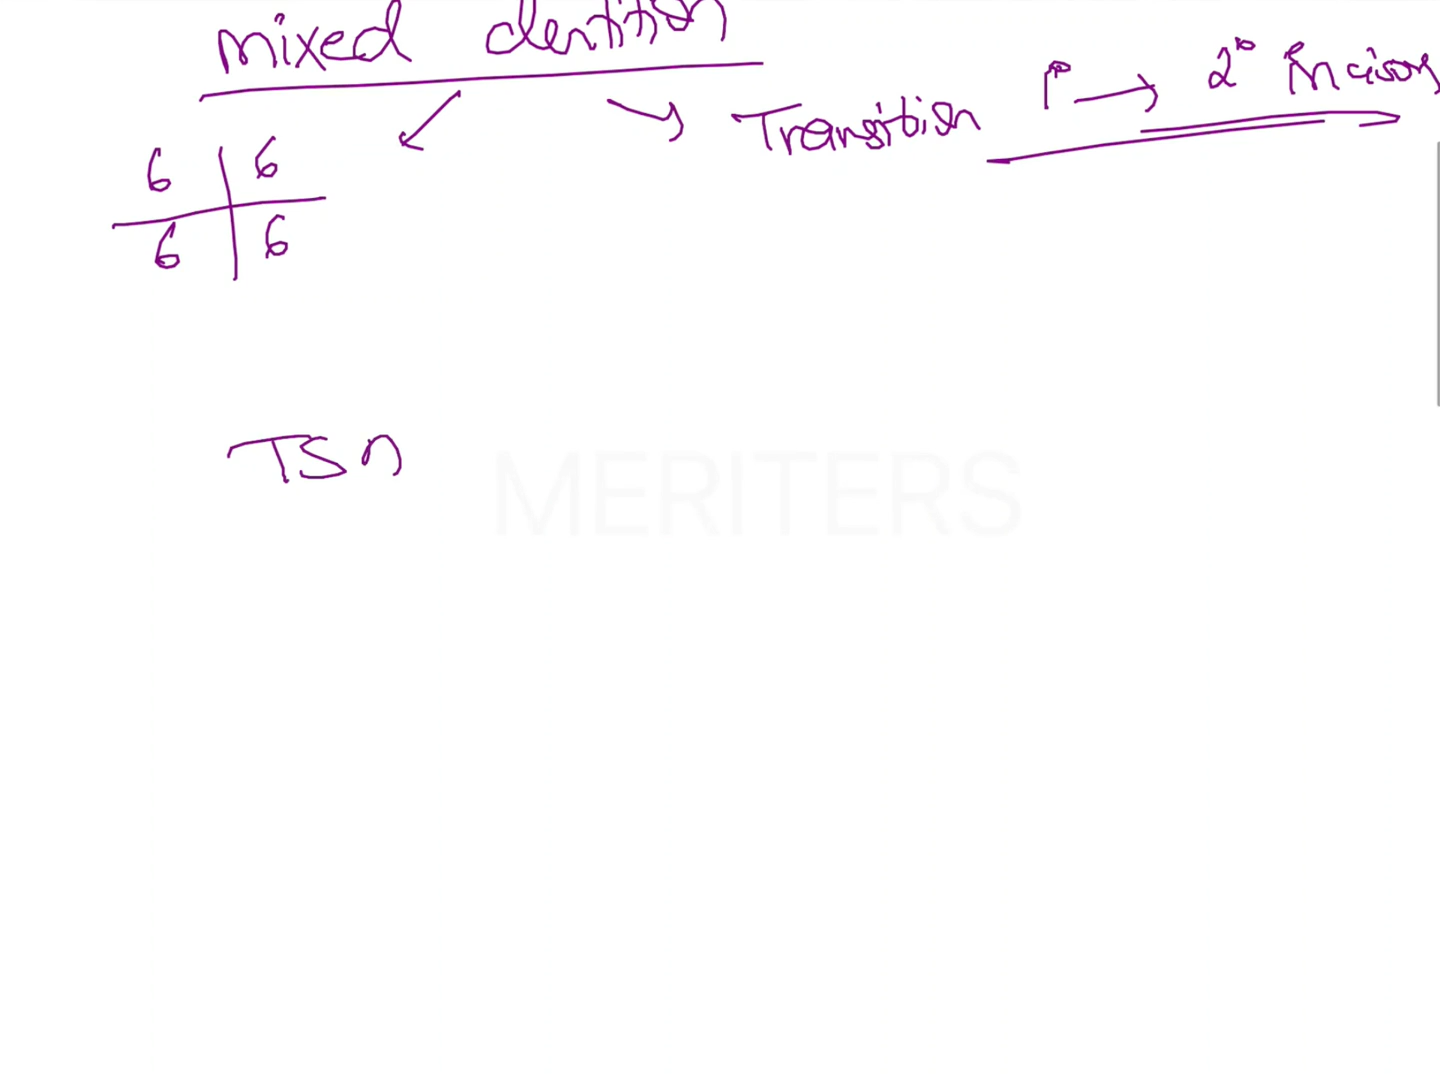 mixed dentition
Transition 1° → 2° Incisors
6 | 6
6 | 6
TSn
MERITERS